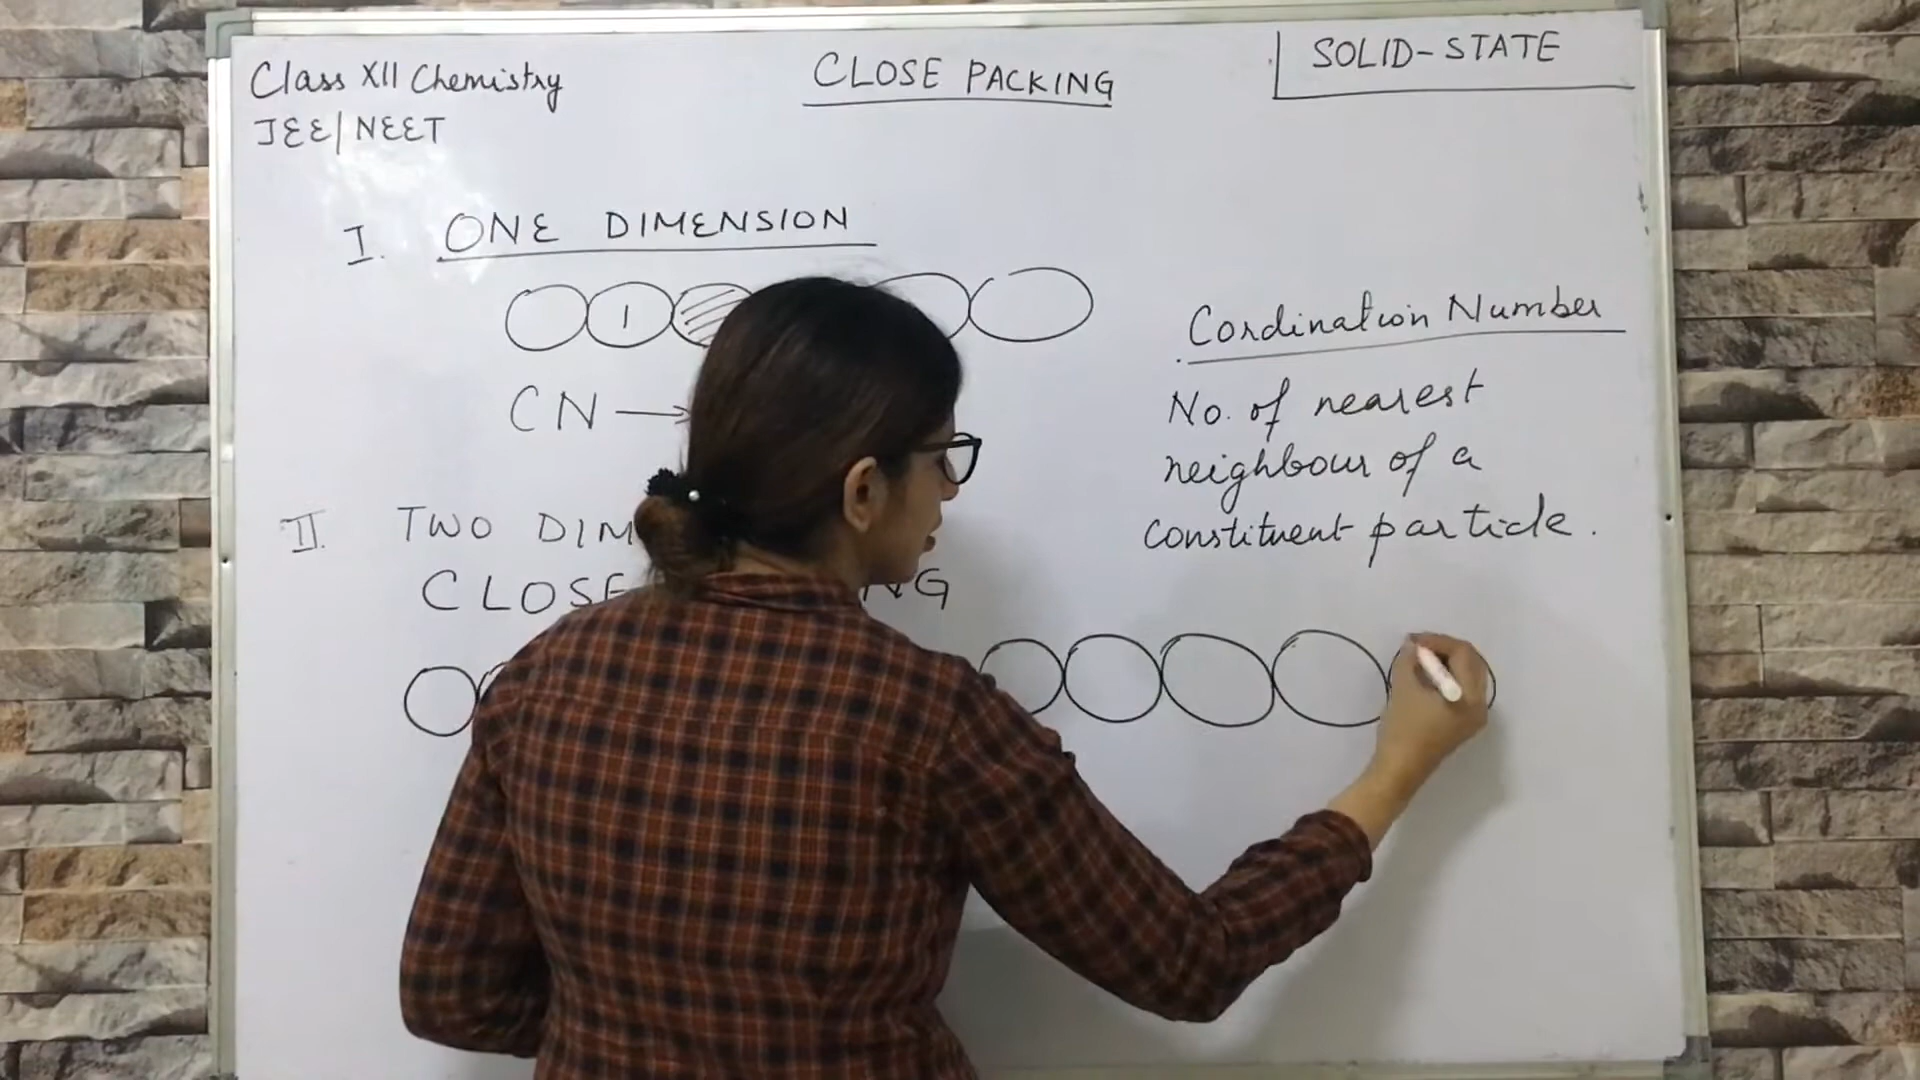 Class XII Chemistry
JEE/NEET
CLOSE PACKING
SOLID-STATE
I. ONE DIMENSION
1
CN →
Cordination Number
No. of nearest
neighbour of a
constituent particle.
II. TWO DIM
CLOSE NG